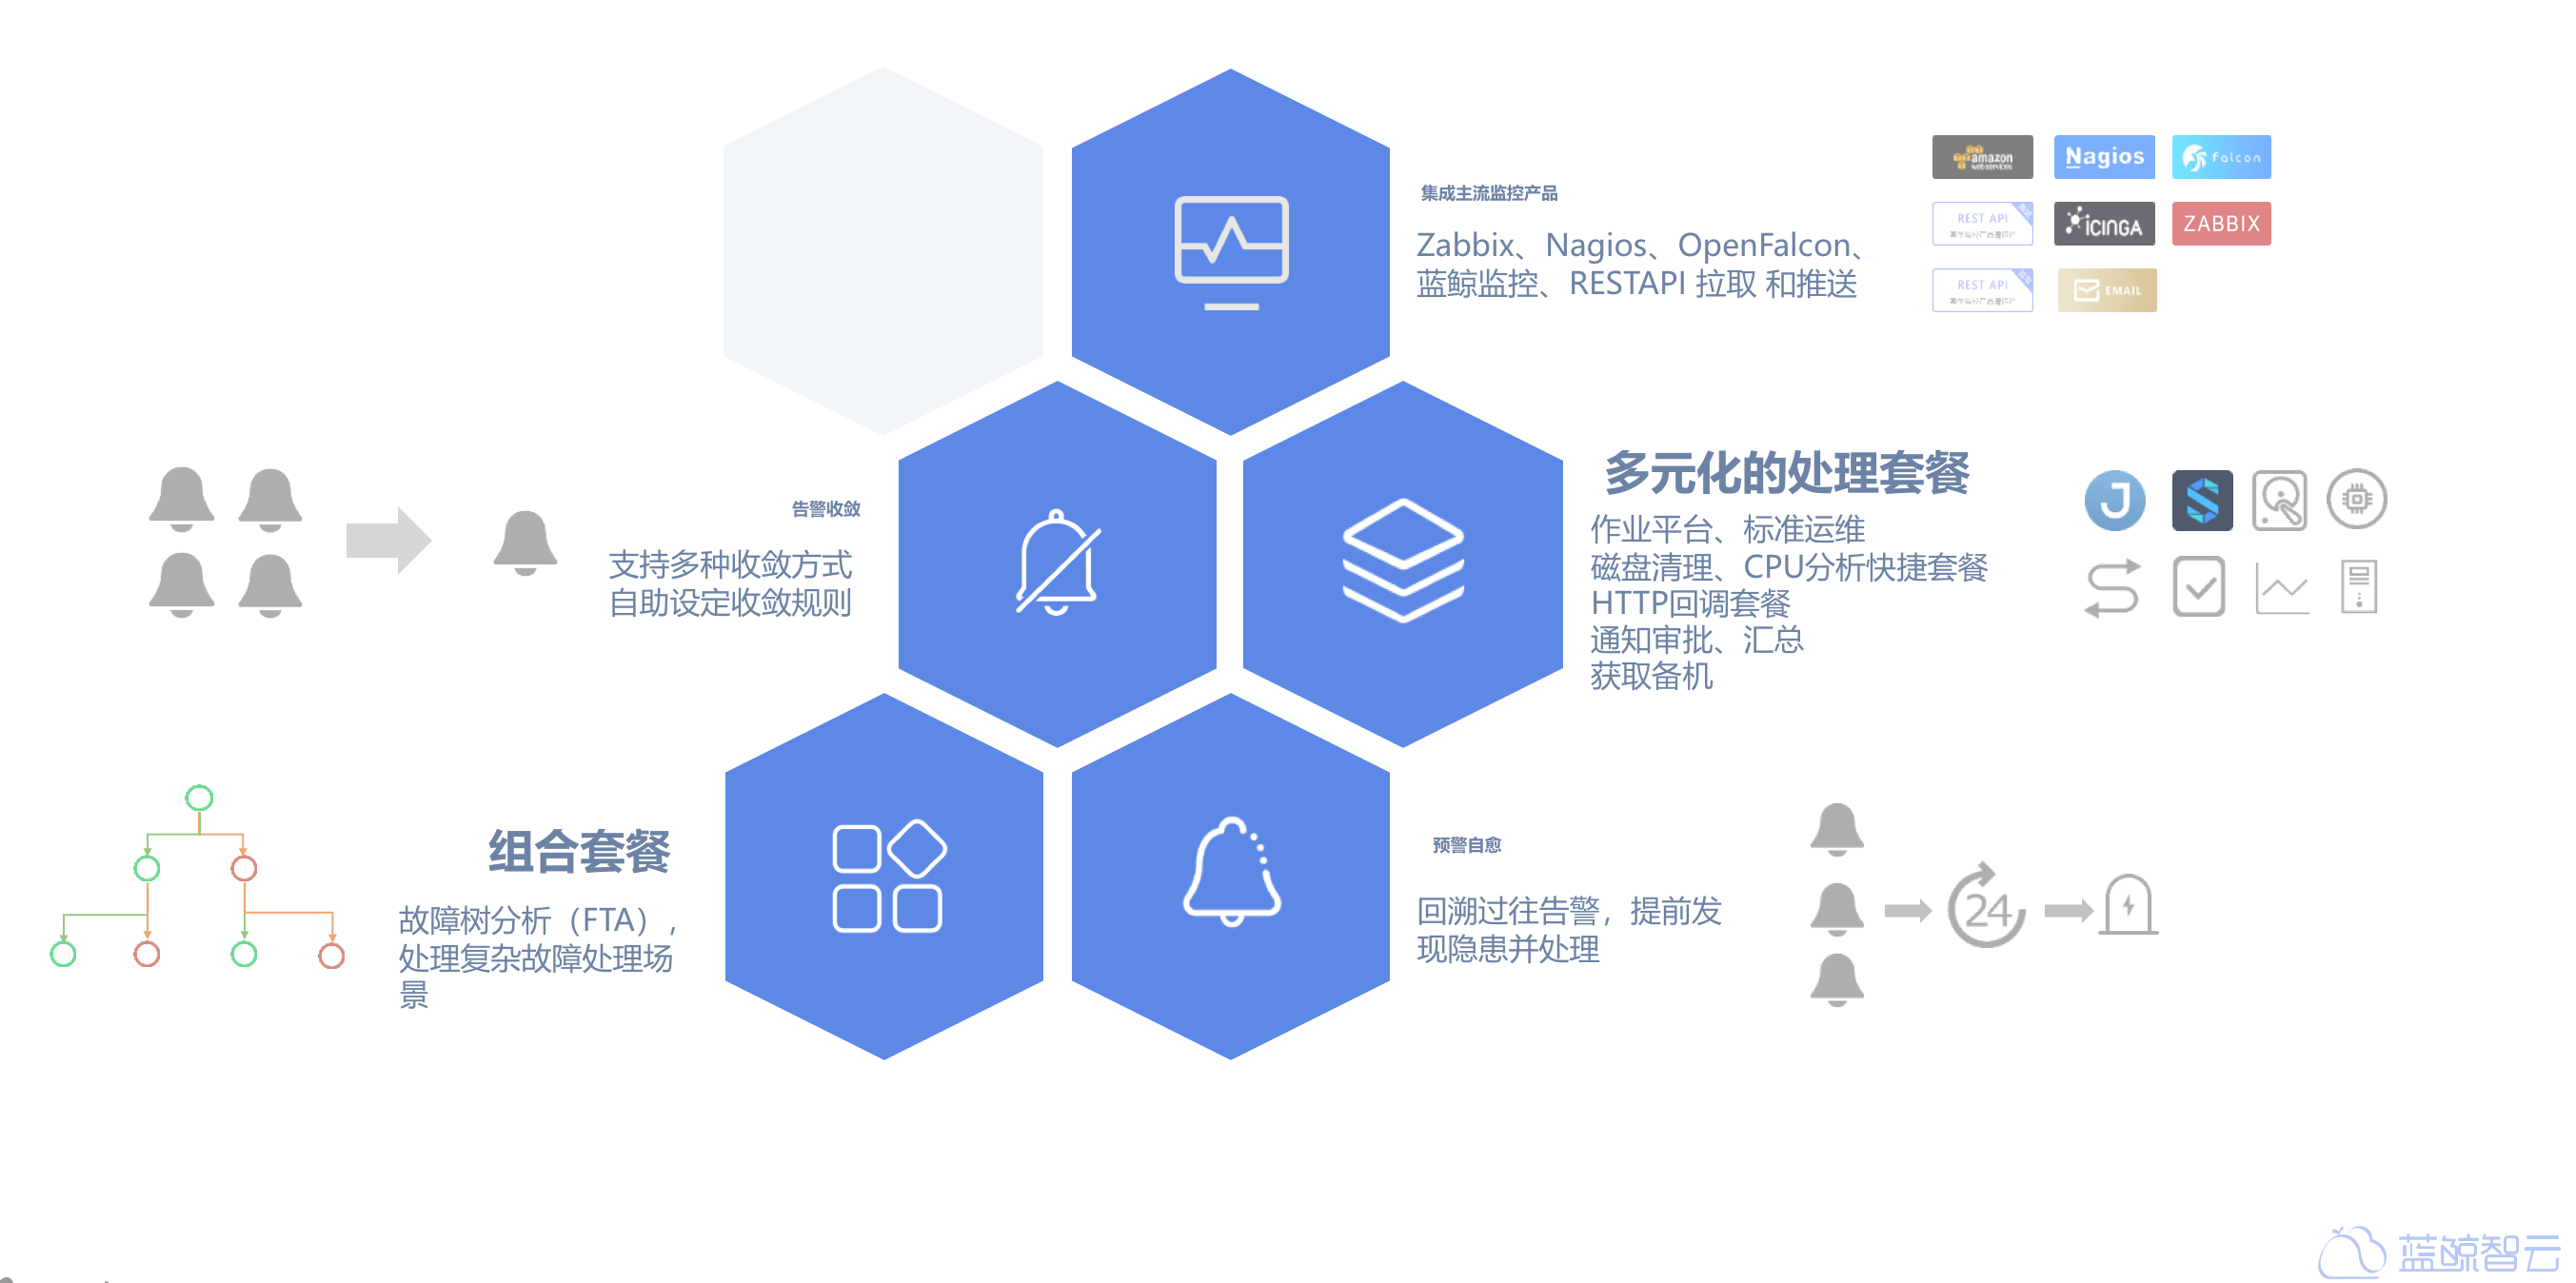 集成主流监控产品
Zabbix、Nagios、OpenFalcon、
蓝鲸监控、RESTAPI 拉取 和推送
amazon
webservices
Nagios
falcon
REST API
iCINGA
ZABBIX
REST API
EMAIL
告警收敛
支持多种收敛方式
自助设定收敛规则
多元化的处理套餐
作业平台、标准运维
磁盘清理、CPU分析快捷套餐
HTTP回调套餐
通知审批、汇总
获取备机
J
S
组合套餐
故障树分析（FTA），
处理复杂故障处理场
景
预警自愈
回溯过往告警，提前发
现隐患并处理
24
蓝鲸智云